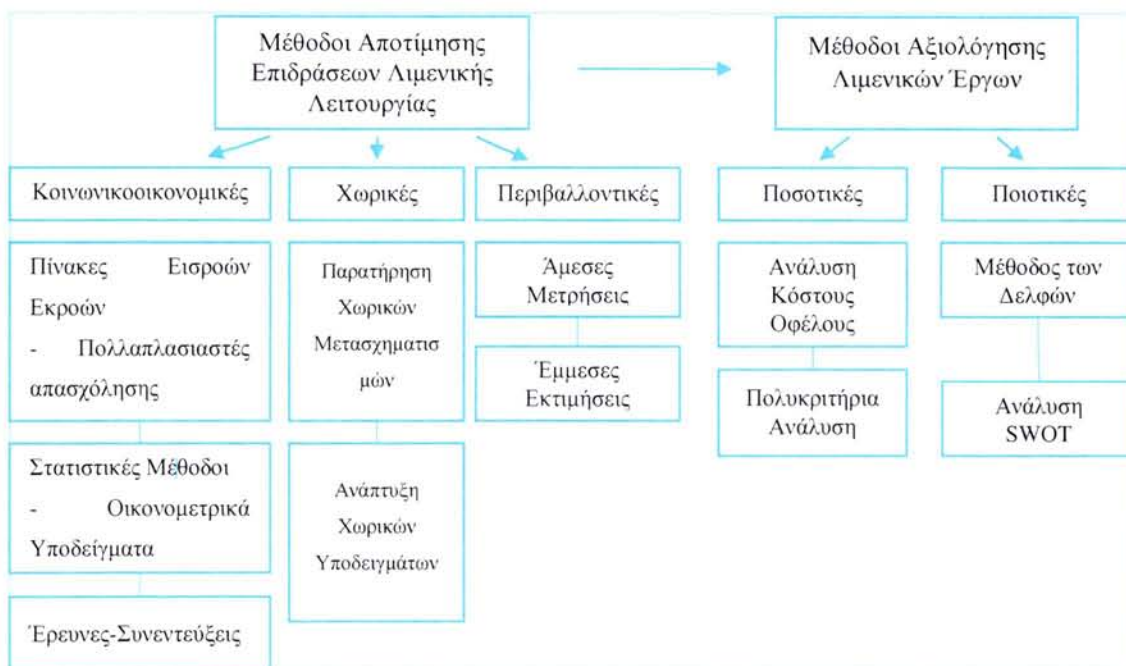 Μέθοδοι Αποτίμησης
Επιδράσεων Λιμενικής
Λειτουργίας
Μέθοδοι Αξιολόγησης
Λιμενικών Έργων
Κοινωνικοοικονομικές
Χωρικές
Περιβαλλοντικές
Ποσοτικές
Ποιοτικές
Πίνακες Εισροών
Εκροών
- Πολλαπλασιαστές
απασχόλησης
Στατιστικές Μέθοδοι
- Οικονομετρικά
Υποδείγματα
Έρευνες-Συνεντεύξεις
Παρατήρηση
Χωρικών
Μετασχηματισ
μών
Ανάπτυξη
Χωρικών
Υποδειγμάτων
Άμεσες
Μετρήσεις
Έμμεσες
Εκτιμήσεις
Ανάλυση
Κόστους
Οφέλους
Πολυκριτήρια
Ανάλυση
Μέθοδος των
Δελφών
Ανάλυση
SWOT